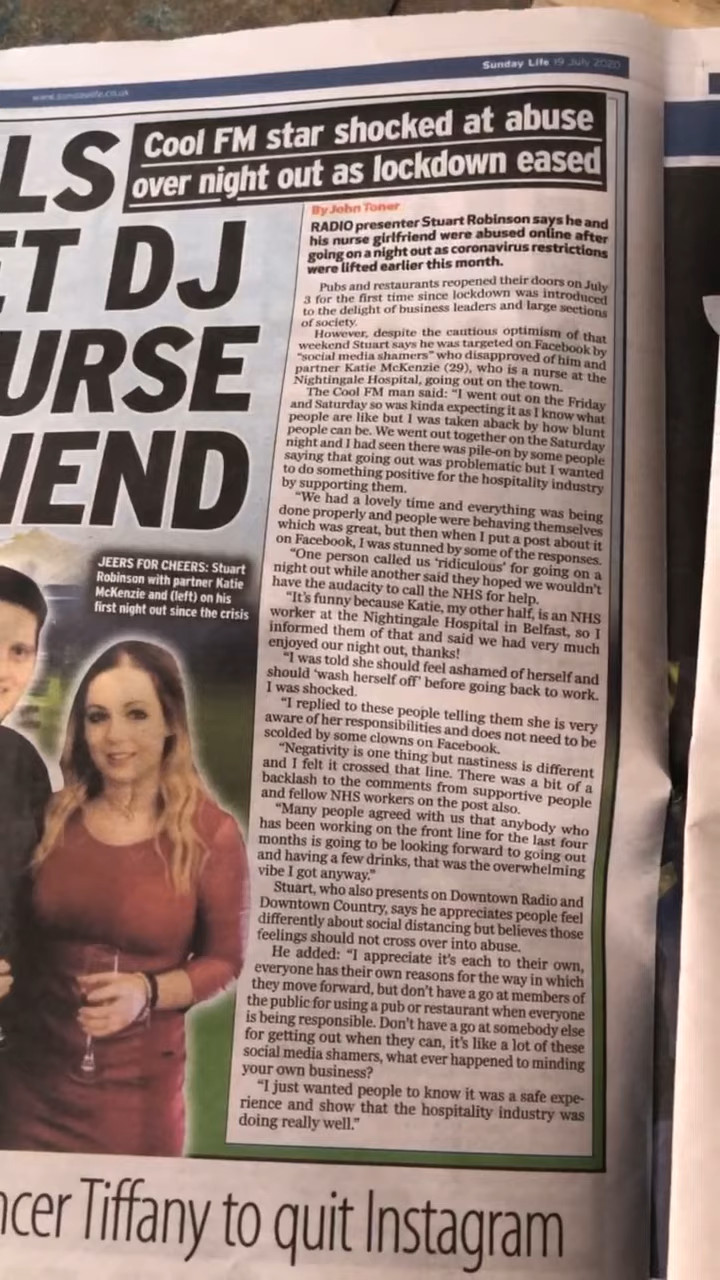 Sunday Life 19 July 2020
www.sundaylife.co.uk
LS
ET DJ
URSE
IEND
Cool FM star shocked at abuse
over night out as lockdown eased
By John Toner
RADIO presenter Stuart Robinson says he and
his nurse girlfriend were abused online after
going on a night out as coronavirus restrictions
were lifted earlier this month.
Pubs and restaurants reopened their doors on July
3 for the first time since lockdown was introduced
to the delight of business leaders and large sections
of society.
However, despite the cautious optimism of that
weekend Stuart says he was targeted on Facebook by
"social media shamers" who disapproved of him and
partner Katie McKenzie (29), who is a nurse at the
Nightingale Hospital, going out on the town.
The Cool FM man said: "I went out on the Friday
and Saturday so was kinda expecting it as I know what
people are like but I was taken aback by how blunt
people can be. We went out together on the Saturday
night and I had seen there was pile-on by some people
saying that going out was problematic but I wanted
to do something positive for the hospitality industry
by supporting them.
"We had a lovely time and everything was being
done properly and people were behaving themselves
which was great, but then when I put a post about it
on Facebook, I was stunned by some of the responses.
"One person called us 'ridiculous' for going on a
night out while another said they hoped we wouldn't
have the audacity to call the NHS for help.
"It's funny because Katie, my other half, is an NHS
worker at the Nightingale Hospital in Belfast, so I
informed them of that and said we had very much
enjoyed our night out, thanks!
"I was told she should feel ashamed of herself and
should 'wash herself off' before going back to work.
I was shocked.
"I replied to these people telling them she is very
aware of her responsibilities and does not need to be
scolded by some clowns on Facebook.
"Negativity is one thing but nastiness is different
and I felt it crossed that line. There was a bit of a
backlash to the comments from supportive people
and fellow NHS workers on the post also.
"Many people agreed with us that anybody who
has been working on the front line for the last four
months is going to be looking forward to going out
and having a few drinks, that was the overwhelming
vibe I got anyway."
Stuart, who also presents on Downtown Radio and
Downtown Country, says he appreciates people feel
differently about social distancing but believes those
feelings should not cross over into abuse.
He added: "I appreciate it's each to their own,
everyone has their own reasons for the way in which
they move forward, but don't have a go at members of
the public for using a pub or restaurant when everyone
is being responsible. Don't have a go at somebody else
for getting out when they can, it's like a lot of these
social media shamers, what ever happened to minding
your own business?
"I just wanted people to know it was a safe expe-
rience and show that the hospitality industry was
doing really well."
JEERS FOR CHEERS: Stuart
Robinson with partner Katie
McKenzie and (left) on his
first night out since the crisis
ncer Tiffany to quit Instagram